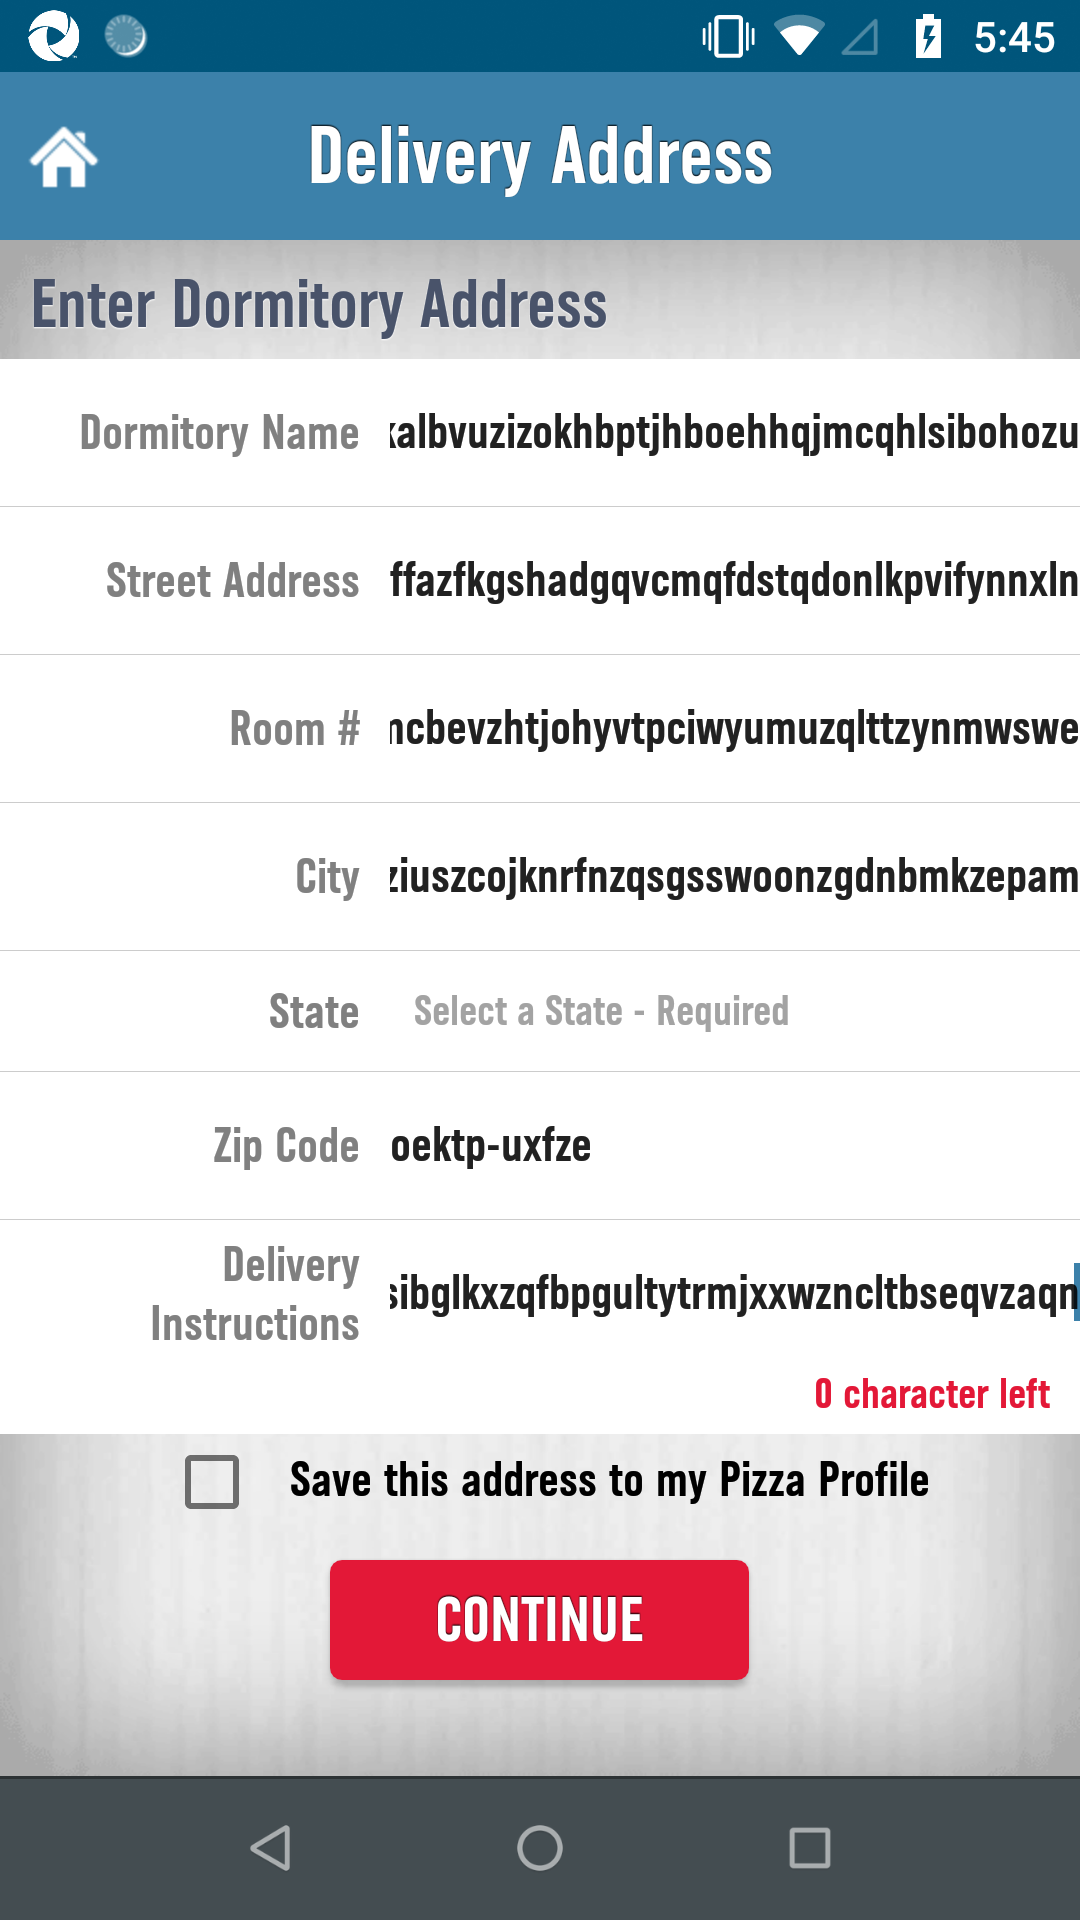 5:45
Delivery Address
Enter Dormitory Address
Dormitory Name kalbvuzizokhbptjhboehhqjmcqhlsibohozu
Street Address ffazfkgshadgqvcmqfdstqdonlkpvifynnxln
Room # ncbevzhtjohyvtpciwyumuzqlttzynmwswe
City ziuszcojknrfnzqsgsswoonzgdnbmkzepam
State Select a State - Required
Zip Code oektp-uxfze
Delivery
Instructions sibglkxzqfbpgultytrmjxxwzncltbseqvzaqn
0 character left
Save this address to my Pizza Profile
CONTINUE